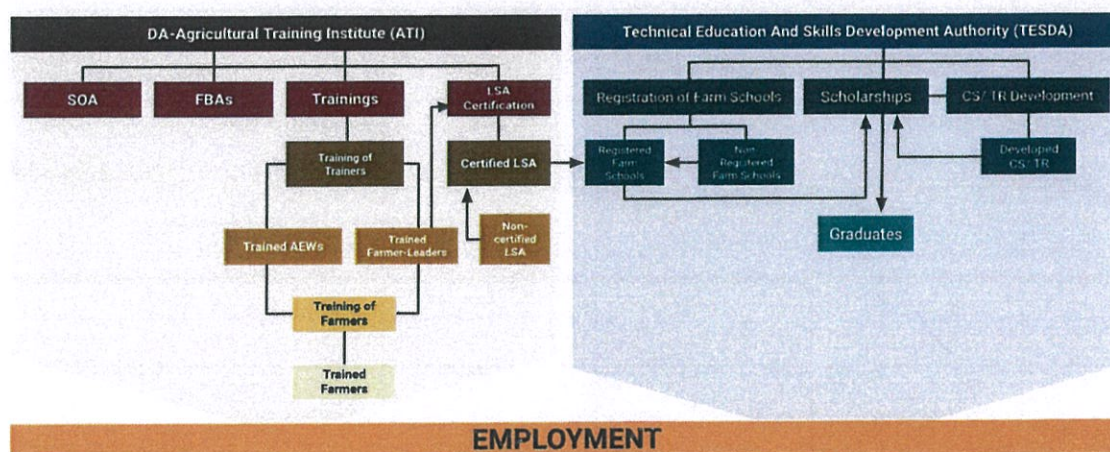 DA-Agricultural Training Institute (ATI)
Technical Education And Skills Development Authority (TESDA)
SOA
FBAs
Trainings
LSA
Certification
Registration of Farm Schools
Scholarships
CS/ TR Development
Training of
Trainers
Certified LSA
Registered
Farm
Schools
Non
Registered
Farm Schools
Developed
CS/ TR
Trained AEWs
Trained
Farmer-Leaders
Non-
certified
LSA
Graduates
Training of
Farmers
Trained
Farmers
EMPLOYMENT